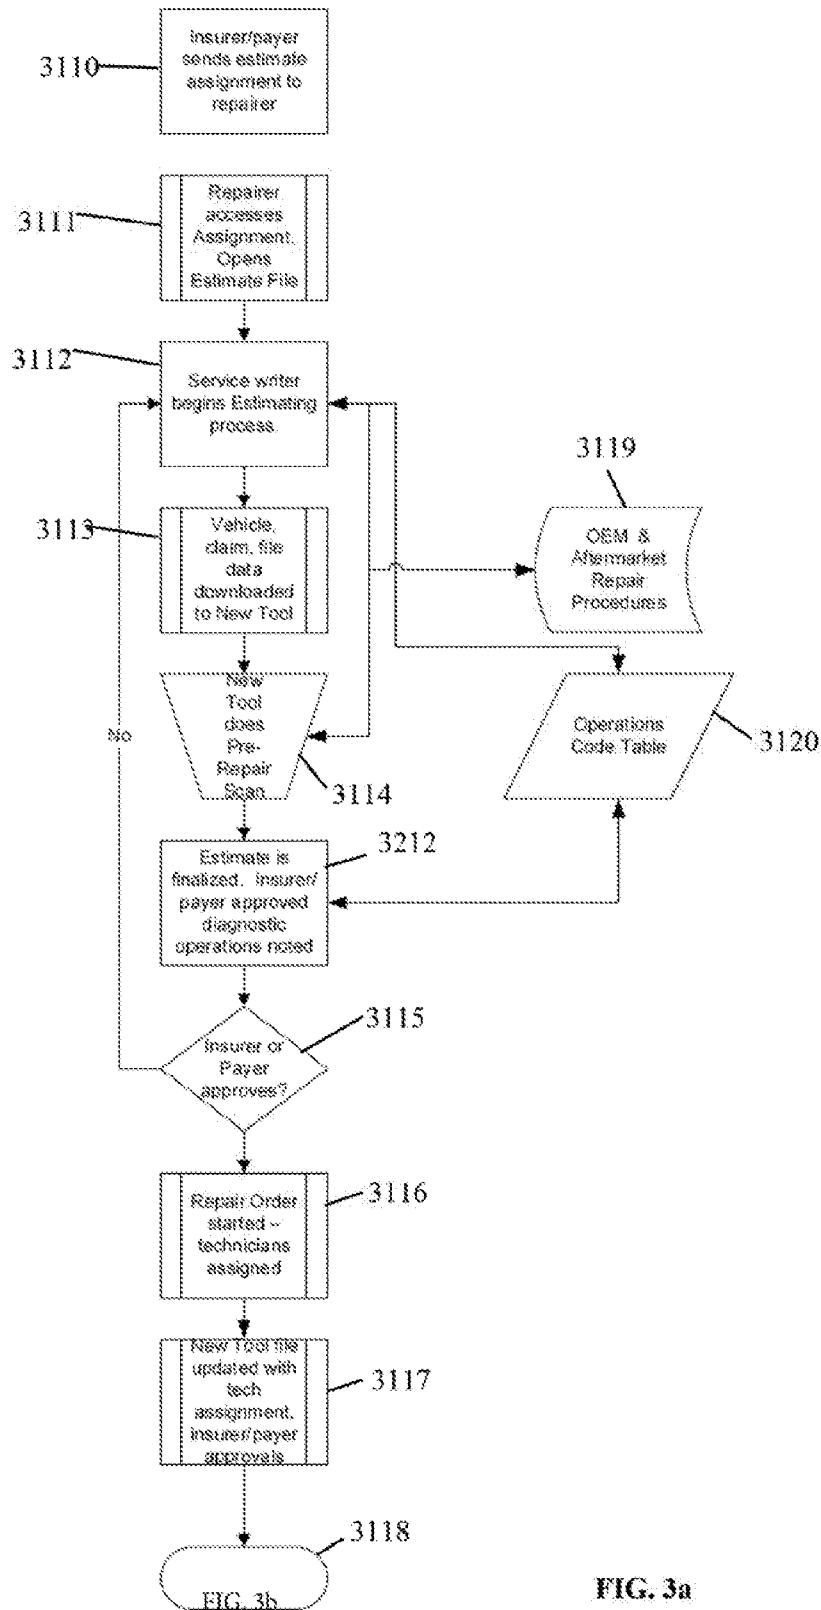 Insurer/payer
sends estimate
assignment to
repairer
3110
Repairer
accesses
Assignment,
Opens
Estimate File
3111
3112
Service writer
begins Estimating
process
3113
Vehicle,
claim, file
data
downloaded
to New Tool
3119
OEM &
Aftermarket
Repair
Procedures
New
Tool
does
Pre-
Repair
Scan
3114
No
Operations
Code Table
3120
3212
Estimate is
finalized. Insurer/
payer approved
diagnostic
operations noted
3115
Insurer or
Payer
approves?
3116
Repair Order
started –
technicians
assigned
New Tool file
updated with
tech
assignment,
insurer/payer
approvals
3117
3118
FIG. 3b
FIG. 3a